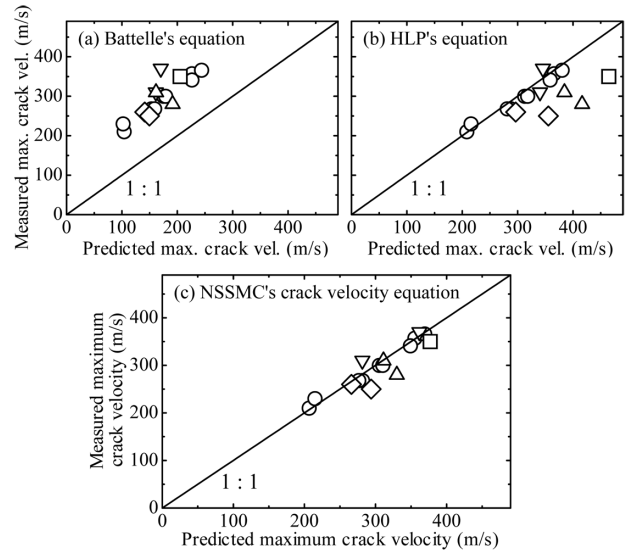 (a) Battelle's equation
Measured max. crack vel. (m/s)
400
300
200
100
0
1 : 1
0 100 200 300 400
Predicted max. crack vel. (m/s)
(b) HLP's equation
1 : 1
0 100 200 300 400
Predicted max. crack vel. (m/s)
(c) NSSMC's crack velocity equation
Measured maximum
crack velocity (m/s)
400
300
200
100
0
1 : 1
0 100 200 300 400
Predicted maximum crack velocity (m/s)